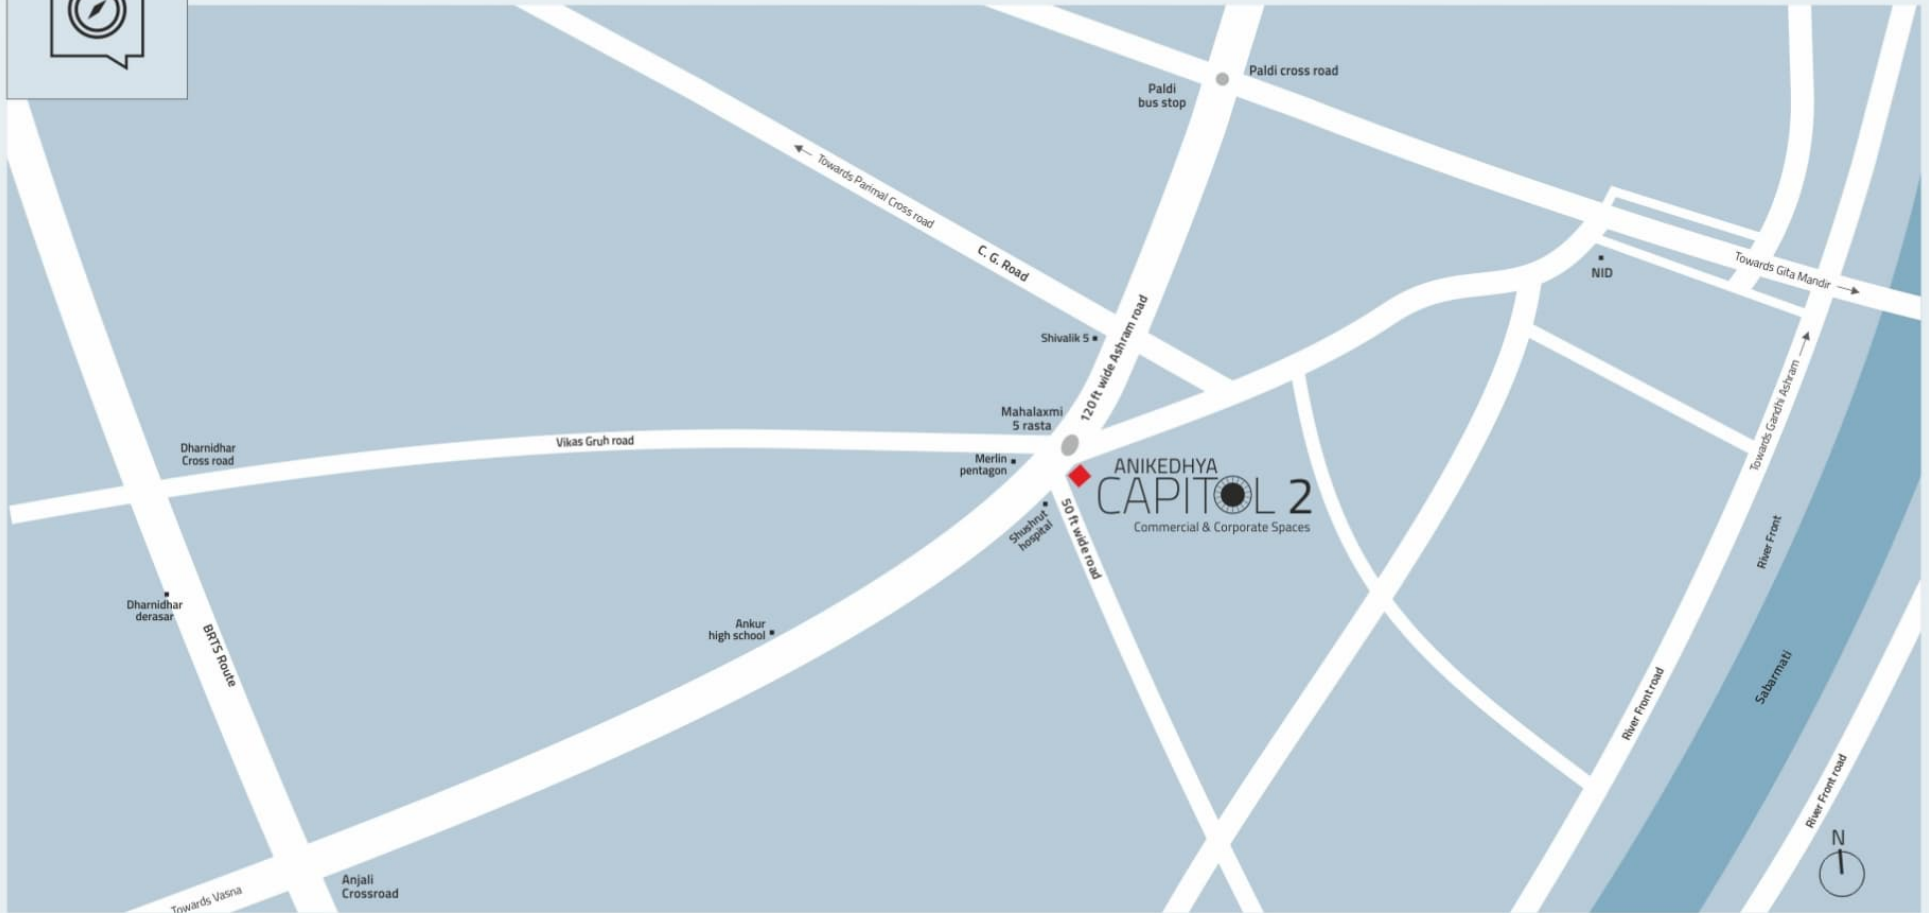 Paldi cross road
Paldi
bus stop
Towards Parimal Cross road
C. G. Road
NID
Towards Gita Mandir
120 ft wide Ashram road
Shivalik 5
Towards Gandhi Ashram
Mahalaxmi
5 rasta
Dharnidhar
Cross road
Vikas Gruh road
Merlin
pentagon
ANIKEDHYA
CAPITOL 2
Commercial & Corporate Spaces
Shushrut
hospital
50 ft wide road
River Front
Dharnidhar
derasar
BRTS Route
Ankur
high school
Sabarmati
River Front road
River Front road
N
Anjali
Crossroad
Towards Vasna